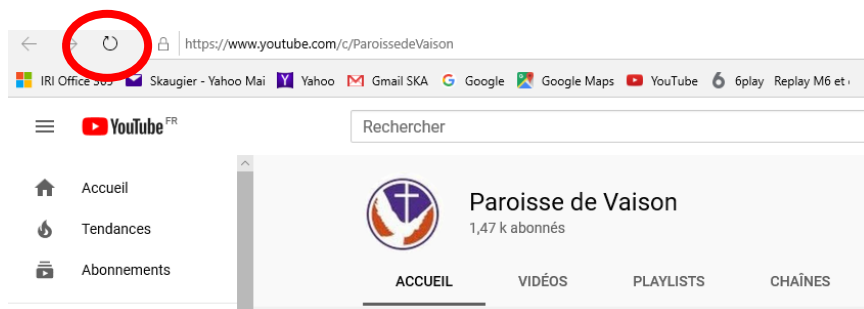 https://www.youtube.com/c/ParoissedeVaison
IRI Office 365 Skaugier - Yahoo Mai Yahoo Gmail SKA Google Google Maps YouTube 6play Replay M6 et
YouTube FR
Rechercher
Accueil
Tendances
Abonnements
Paroisse de Vaison
1,47 k abonnés
ACCUEIL VIDÉOS PLAYLISTS CHAÎNES